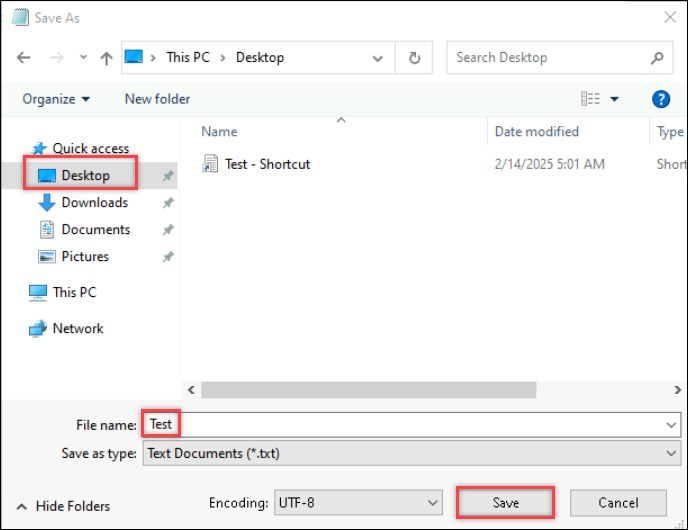 Save As
This PC > Desktop
Search Desktop
Organize
New folder
?
Name
Date modified
Type
Quick access
Test - Shortcut
2/14/2025 5:01 AM
Short
Desktop
Downloads
Documents
Pictures
This PC
Network
File name: Test
Save as type: Text Documents (*.txt)
Hide Folders
Encoding: UTF-8
Save
Cancel